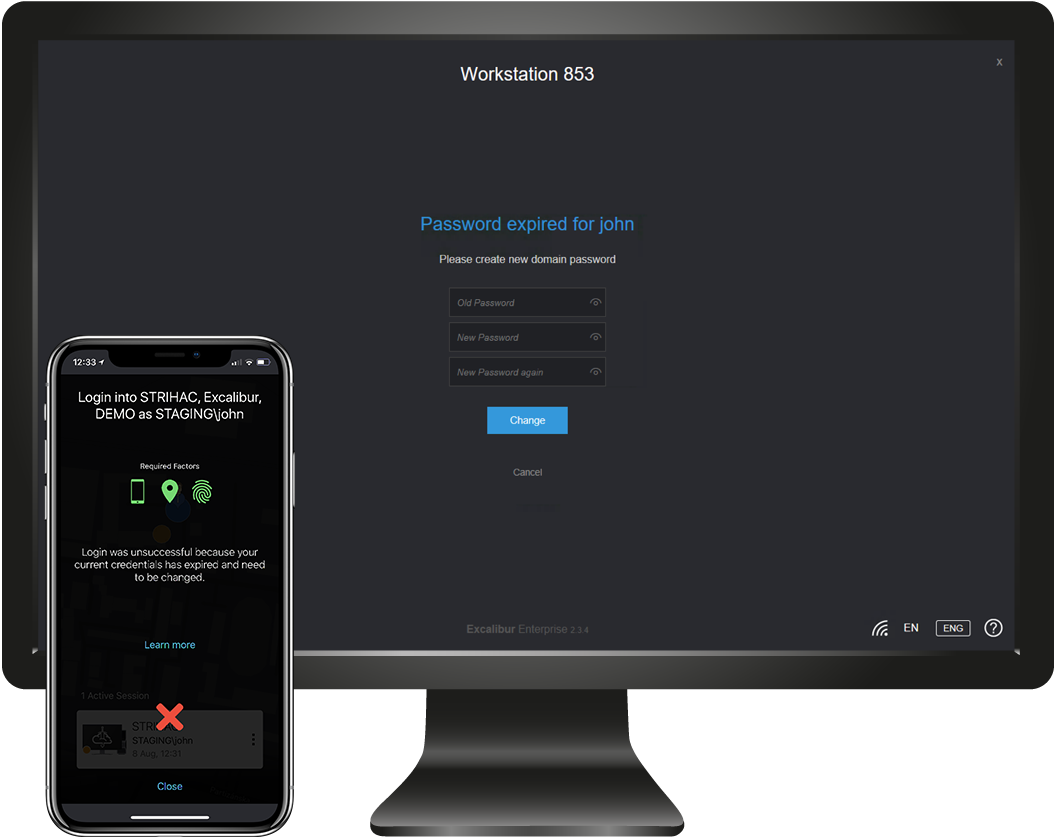 Workstation 853
x
Password expired for john
Please create new domain password
Old Password
New Password
New Password again
Change
Cancel
Excalibur Enterprise 2.3.4
EN
ENG
?
12:33
Login into STRIHAC, Excalibur,
DEMO as STAGING\john
Required Factors
Login was unsuccessful because your
current credentials has expired and need
to be changed.
Learn more
1 Active Session
STAGING\john
8 Aug, 12:31
Close